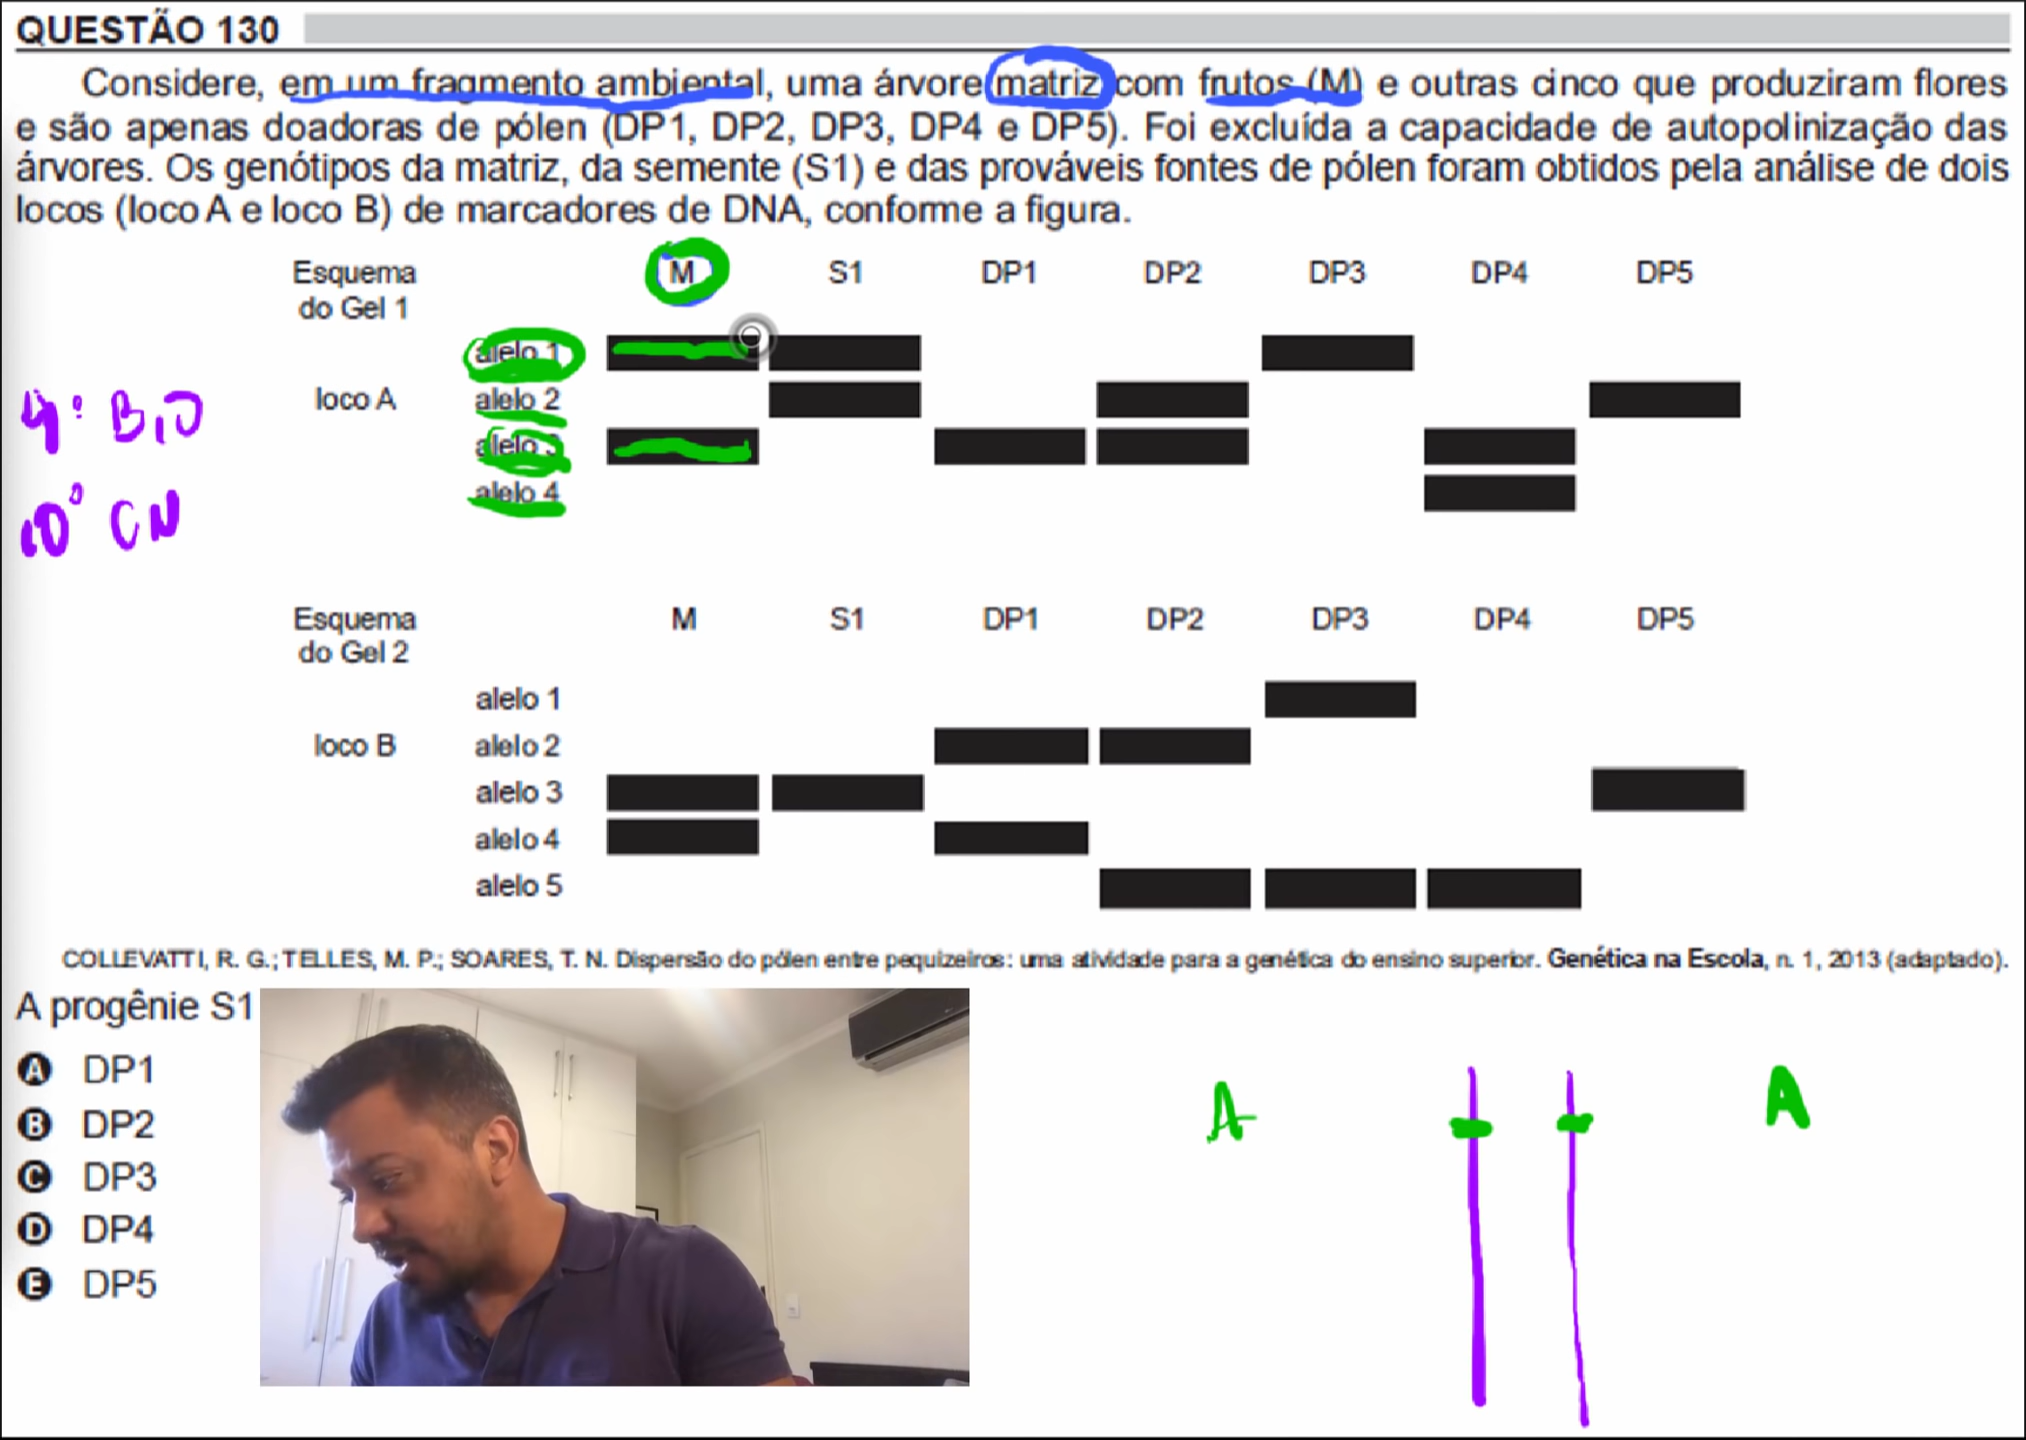 QUESTÃO 130
Considere, em um fragmento ambiental, uma árvore matriz com frutos (M) e outras cinco que produziram flores
e são apenas doadoras de pólen (DP1, DP2, DP3, DP4 e DP5). Foi excluída a capacidade de autopolinização das
árvores. Os genótipos da matriz, da semente (S1) e das prováveis fontes de pólen foram obtidos pela análise de dois
locos (loco A e loco B) de marcadores de DNA, conforme a figura.
Esquema do Gel 1
M S1 DP1 DP2 DP3 DP4 DP5
alelo 1
loco A alelo 2
alelo 3
alelo 4
4º BIO
10º CN
Esquema do Gel 2
M S1 DP1 DP2 DP3 DP4 DP5
alelo 1
loco B alelo 2
alelo 3
alelo 4
alelo 5
COLLEVATTI, R. G.; TELLES, M. P.; SOARES, T. N. Dispersão do pólen entre pequizeiros: uma atividade para a genética do ensino superior. Genética na Escola, n. 1, 2013 (adaptado).
A progênie S1
A DP1
B DP2
C DP3
D DP4
E DP5
A A